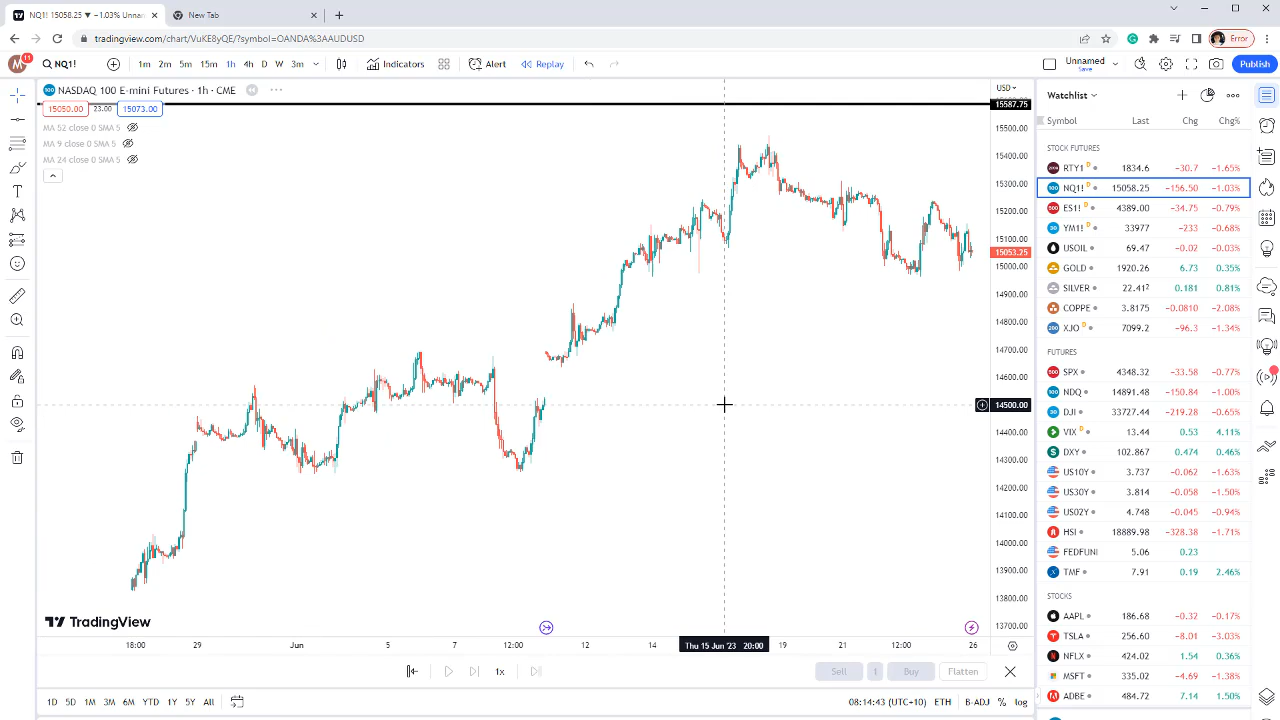 NQ1! 15058.25 ▼ −1.03% Unnar
New Tab
tradingview.com/chart/VuKE8yQE/?symbol=OANDA%3AAUDUSD
Error
M 11 NQ1! 1m 2m 5m 15m 1h 4h D W 3m Indicators Alert Replay Unnamed Save Publish
NASDAQ 100 E-mini Futures · 1h · CME
15050.00 23.00 15073.00
MA 52 close 0 SMA 5
MA 9 close 0 SMA 5
MA 24 close 0 SMA 5
USD
15587.75
15500.00
15400.00
15300.00
15200.00
15100.00
15053.25
15000.00
14900.00
14800.00
14700.00
14600.00
14500.00
14400.00
14300.00
14200.00
14100.00
14000.00
13900.00
13800.00
13700.00
TradingView
18:00 29 Jun 5 7 12:00 12 14 Thu 15 Jun '23 20:00 19 21 12:00 26
1x Sell 1 Buy Flatten
1D 5D 1M 3M 6M YTD 1Y 5Y All 08:14:43 (UTC+10) ETH B-ADJ % log
Watchlist
Symbol Last Chg Chg%
STOCK FUTURES
RTY1 D 1834.6 −30.7 −1.65%
NQ1! D 15058.25 −156.50 −1.03%
ES1! D 4389.00 −34.75 −0.79%
YM1! D 33977 −233 −0.68%
USOIL 69.47 −0.02 −0.03%
GOLD 1920.26 6.73 0.35%
SILVER 22.41² 0.181 0.81%
COPPE 3.8175 −0.0810 −2.08%
XJO D 7099.2 −96.3 −1.34%
FUTURES
SPX 4348.32 −33.58 −0.77%
NDQ 14891.48 −150.84 −1.00%
DJI 33727.44 −219.28 −0.65%
VIX D 13.44 0.53 4.11%
DXY 102.867 0.474 0.46%
US10Y 3.737 −0.062 −1.63%
US30Y 3.814 −0.058 −1.50%
US02Y 4.748 −0.045 −0.94%
HSI 18889.98 −328.38 −1.71%
FEDFUNI 5.06 0.23
TMF 7.91 0.19 2.46%
STOCKS
AAPL 186.68 −0.32 −0.17%
TSLA 256.60 −8.01 −3.03%
NFLX 424.02 1.54 0.36%
MSFT 335.02 −4.69 −1.38%
ADBE 484.72 7.14 1.50%